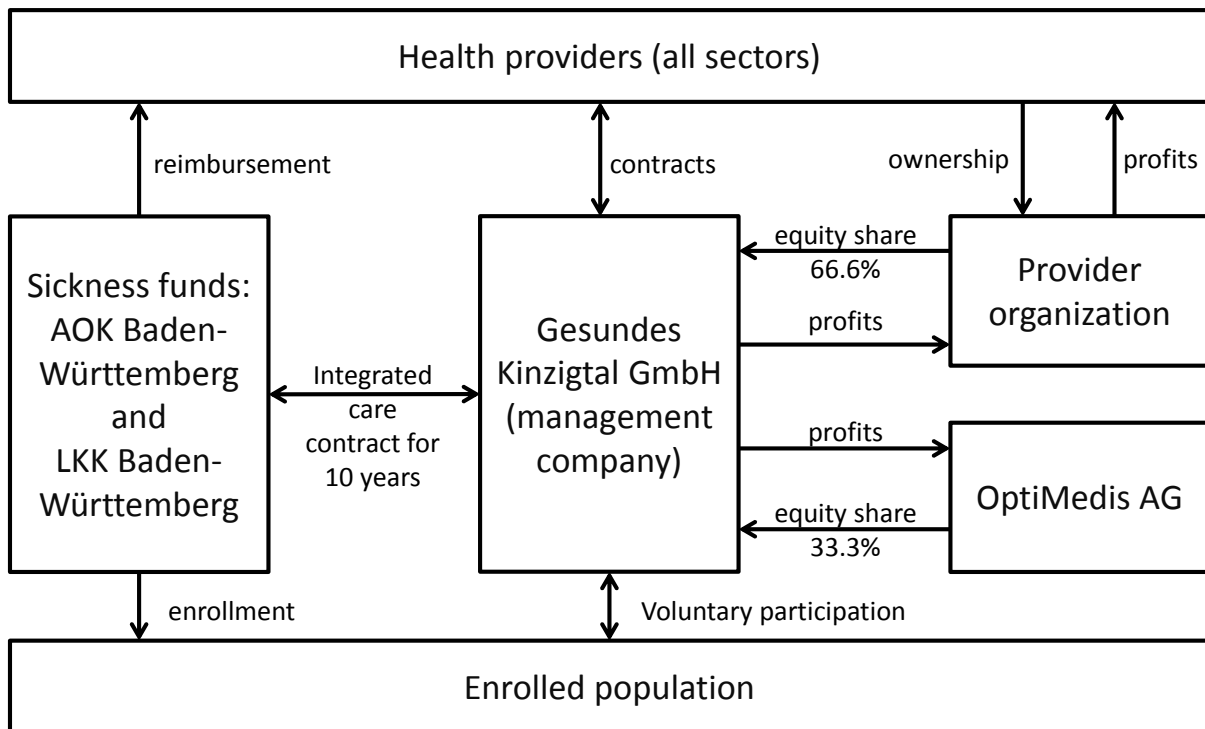 Health providers (all sectors)
reimbursement
contracts
ownership
profits
Sickness funds:
AOK Baden-
Württemberg
and
LKK Baden-
Württemberg
Integrated
care
contract for
10 years
Gesundes
Kinzigtal GmbH
(management
company)
equity share
66.6%
profits
Provider
organization
profits
equity share
33.3%
OptiMedis AG
enrollment
Voluntary participation
Enrolled population